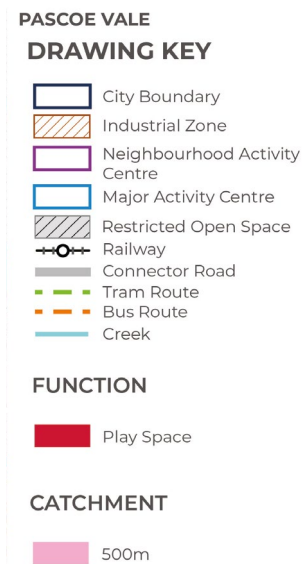 PASCOE VALE
DRAWING KEY
City Boundary
Industrial Zone
Neighbourhood Activity
Centre
Major Activity Centre
Restricted Open Space
Railway
Connector Road
Tram Route
Bus Route
Creek
FUNCTION
Play Space
CATCHMENT
500m